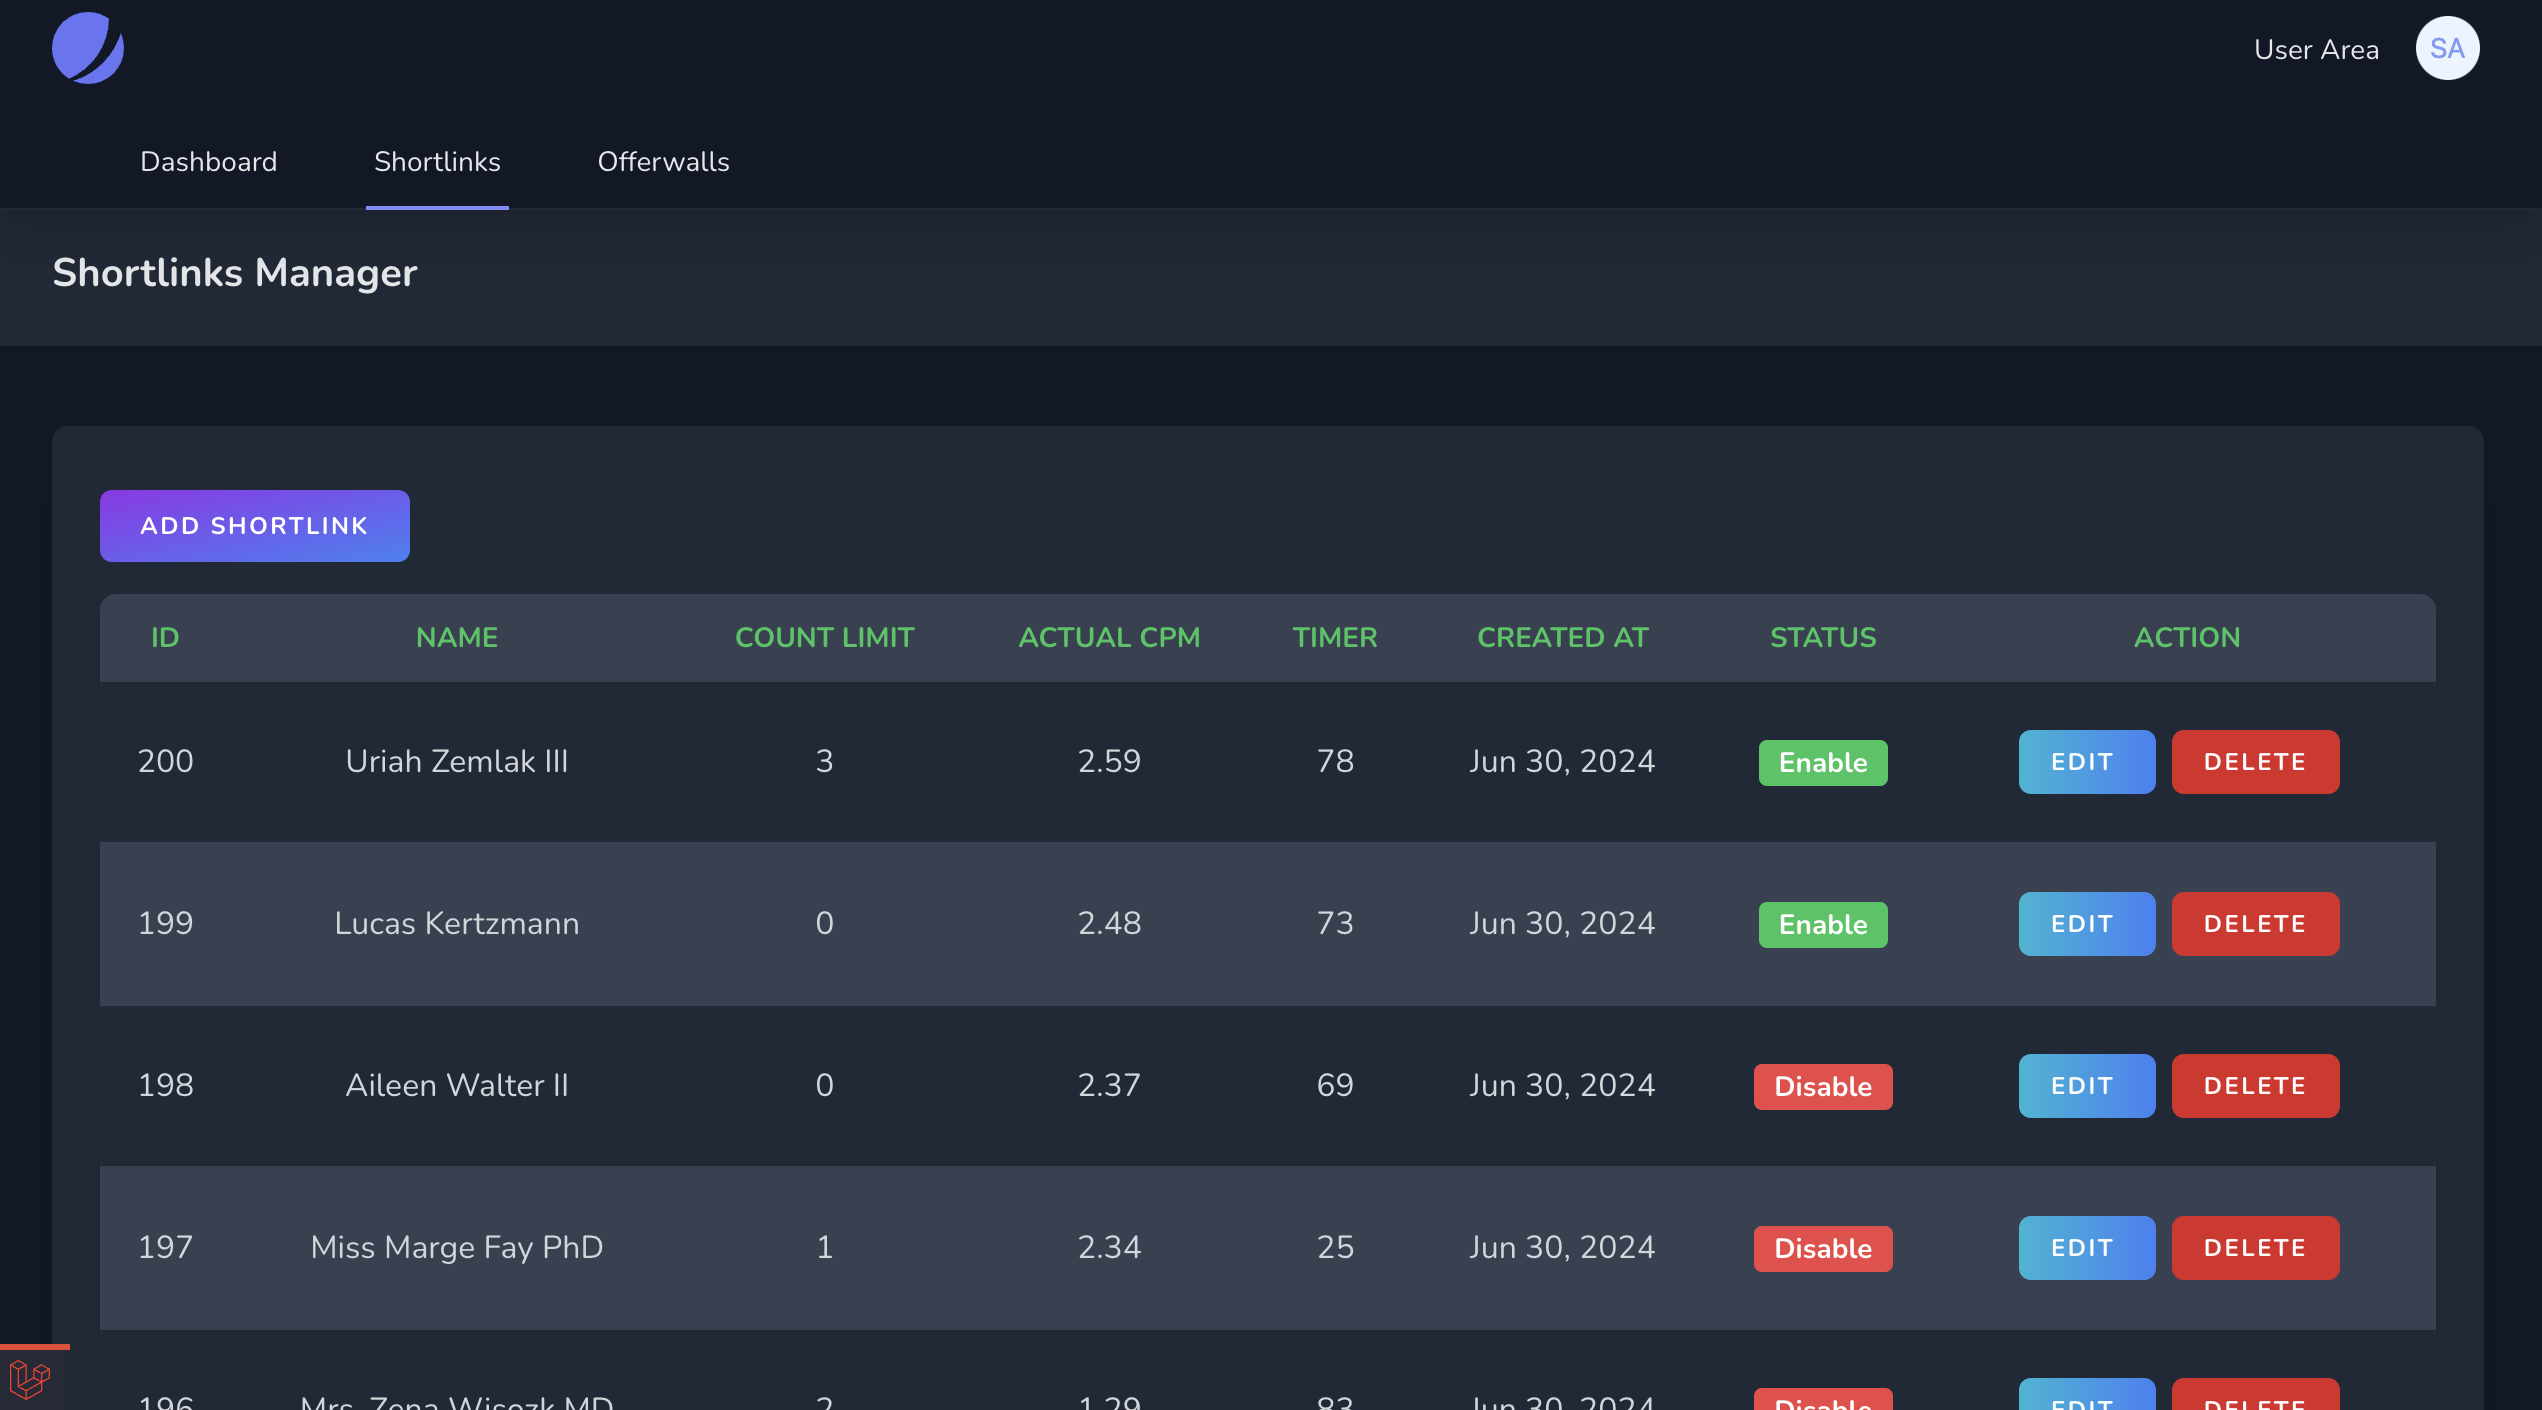 User Area SA
Dashboard Shortlinks Offerwalls
Shortlinks Manager
ADD SHORTLINK
ID NAME COUNT LIMIT ACTUAL CPM TIMER CREATED AT STATUS ACTION
200 Uriah Zemlak III 3 2.59 78 Jun 30, 2024 Enable EDIT DELETE
199 Lucas Kertzmann 0 2.48 73 Jun 30, 2024 Enable EDIT DELETE
198 Aileen Walter II 0 2.37 69 Jun 30, 2024 Disable EDIT DELETE
197 Miss Marge Fay PhD 1 2.34 25 Jun 30, 2024 Disable EDIT DELETE
196 Mrs. Zena Wisozk MD 2 1.29 83 Jun 30, 2024 Disable EDIT DELETE